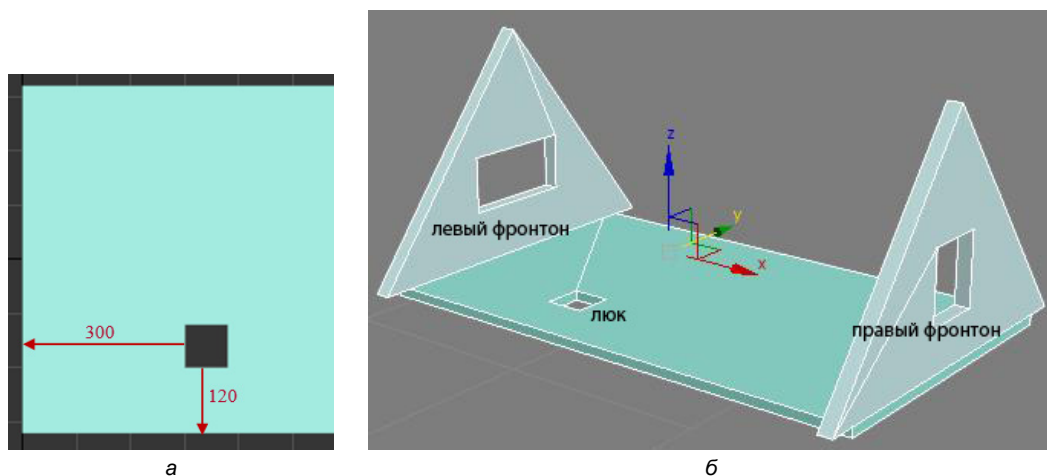 300
120
а
z
y
x
левый фронтон
люк
правый фронтон
б